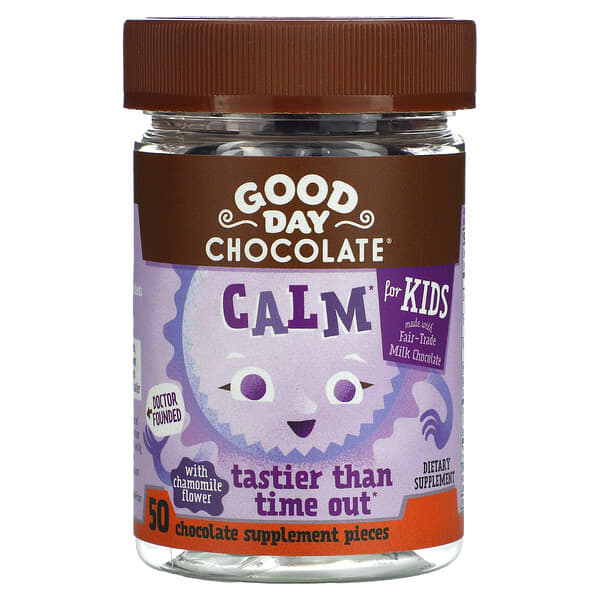 GOOD
DAY
CHOCOLATE®
CALM*
for KIDS
made with
Fair-Trade
Milk Chocolate
DOCTOR
FOUNDED
with
chamomile
flower
tastier than
time out*
DIETARY
SUPPLEMENT
50 chocolate supplement pieces